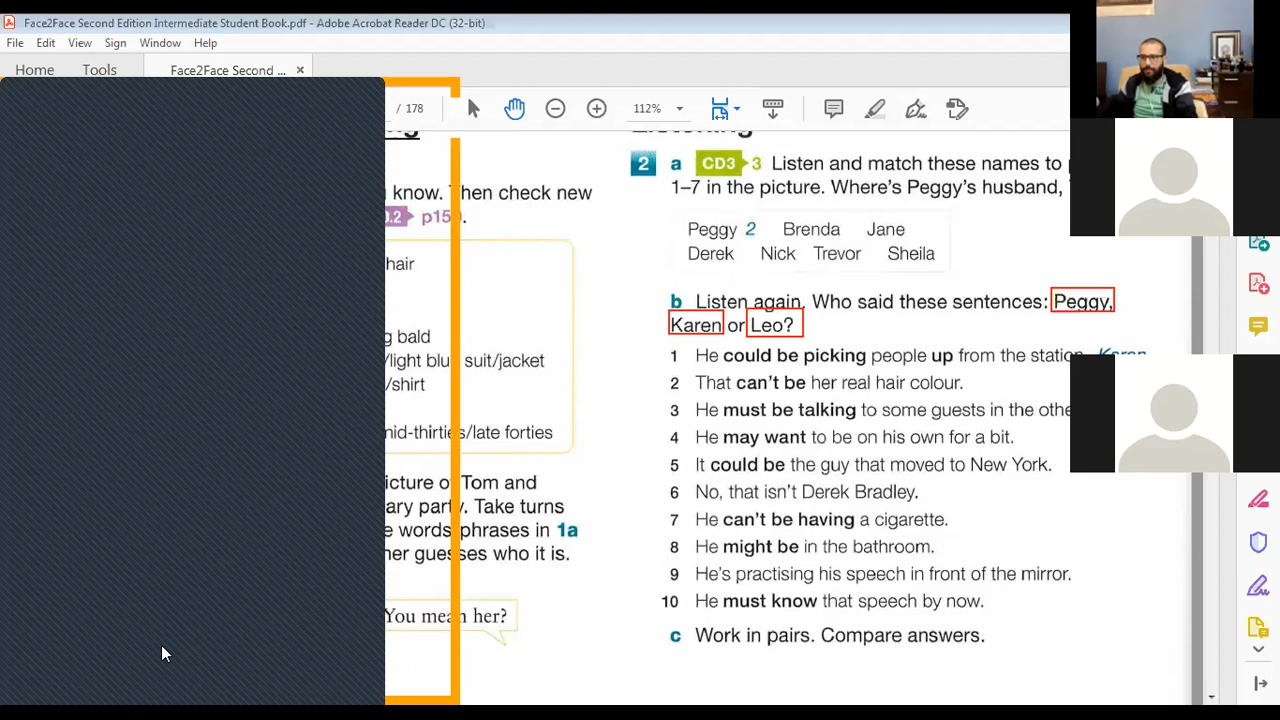 Face2Face Second Edition Intermediate Student Book.pdf - Adobe Acrobat Reader DC (32-bit)
File Edit View Sign Window Help
Home Tools Face2Face Second ... ×
/ 178 112%
know. Then check new
p15
hair
g bald
/light blue suit/jacket
/shirt
mid-thirties/late forties
icture of Tom and
ary party. Take turns
e words/phrases in 1a
her guesses who it is.
You mean her?
Listening
2 a CD3 3 Listen and match these names to
1–7 in the picture. Where's Peggy's husband,
Peggy 2 Brenda Jane
Derek Nick Trevor Sheila
b Listen again. Who said these sentences: Peggy,
Karen or Leo?
1 He could be picking people up from the station. Karen
2 That can't be her real hair colour.
3 He must be talking to some guests in the othe
4 He may want to be on his own for a bit.
5 It could be the guy that moved to New York.
6 No, that isn't Derek Bradley.
7 He can't be having a cigarette.
8 He might be in the bathroom.
9 He's practising his speech in front of the mirror.
10 He must know that speech by now.
c Work in pairs. Compare answers.